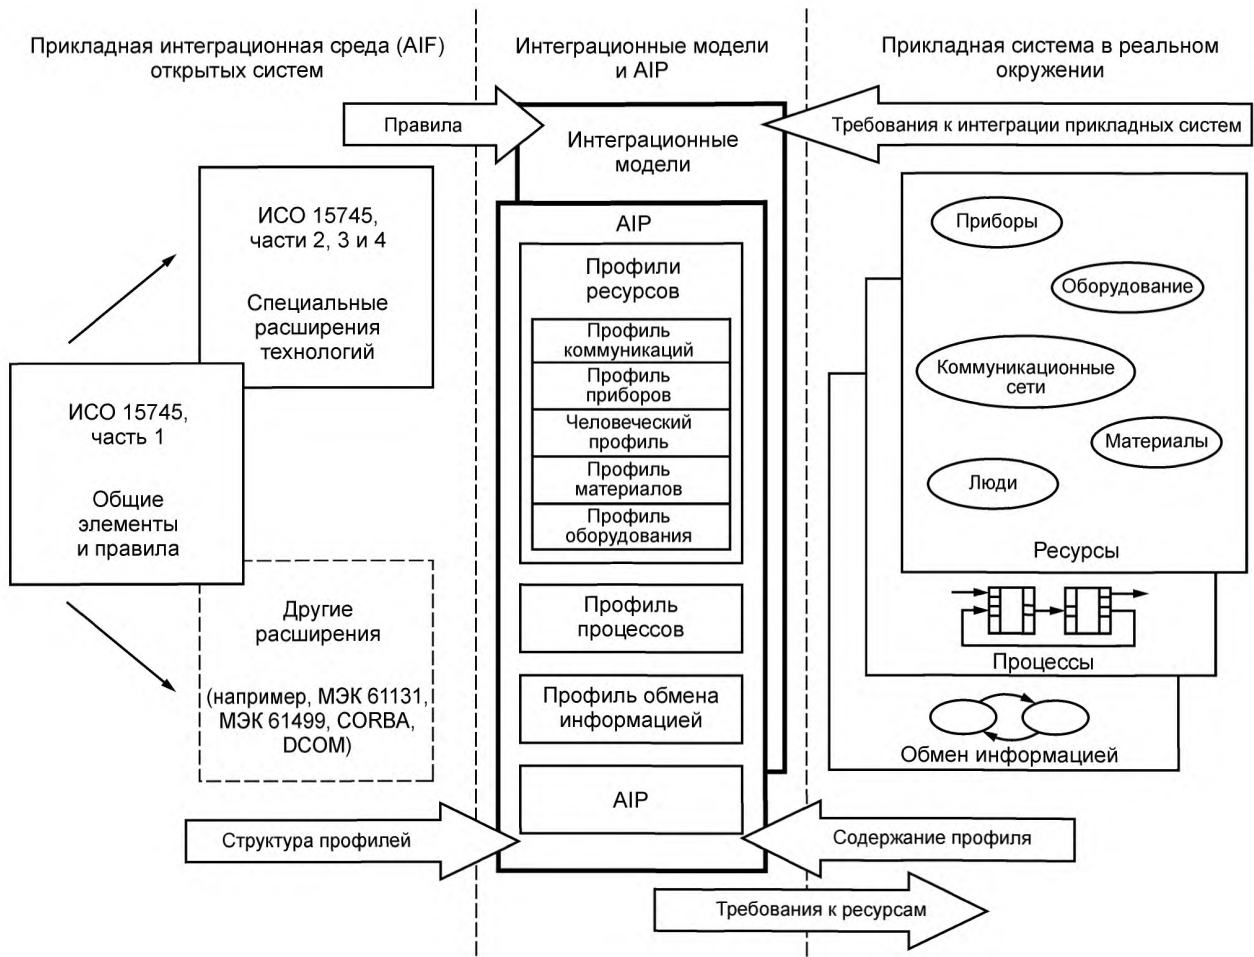 Прикладная интеграционная среда (AIF)
открытых систем
Интеграционные модели
и AIP
Прикладная система в реальном
окружении
Правила
Требования к интеграции прикладных систем
Интеграционные
модели
ИСО 15745,
части 2, 3 и 4
Специальные
расширения
технологий
ИСО 15745,
часть 1
Общие
элементы
и правила
Другие
расширения
(например, МЭК 61131,
МЭК 61499, CORBA,
DCOM)
AIP
Профили
ресурсов
Профиль
коммуникаций
Профиль
приборов
Человеческий
профиль
Профиль
материалов
Профиль
оборудования
Профиль
процессов
Профиль обмена
информацией
AIP
Приборы
Оборудование
Коммуникационные
сети
Материалы
Люди
Ресурсы
Процессы
Обмен информацией
Структура профилей
Содержание профиля
Требования к ресурсам